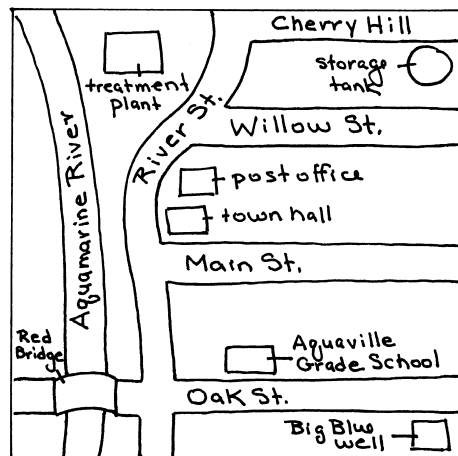 Cherry Hill
storage
tank
treatment
plant
River St.
Willow St.
post office
town hall
Aquamarine River
Main St.
Red
Bridge
Aquaville
Grade School
Oak St.
Big Blue
well